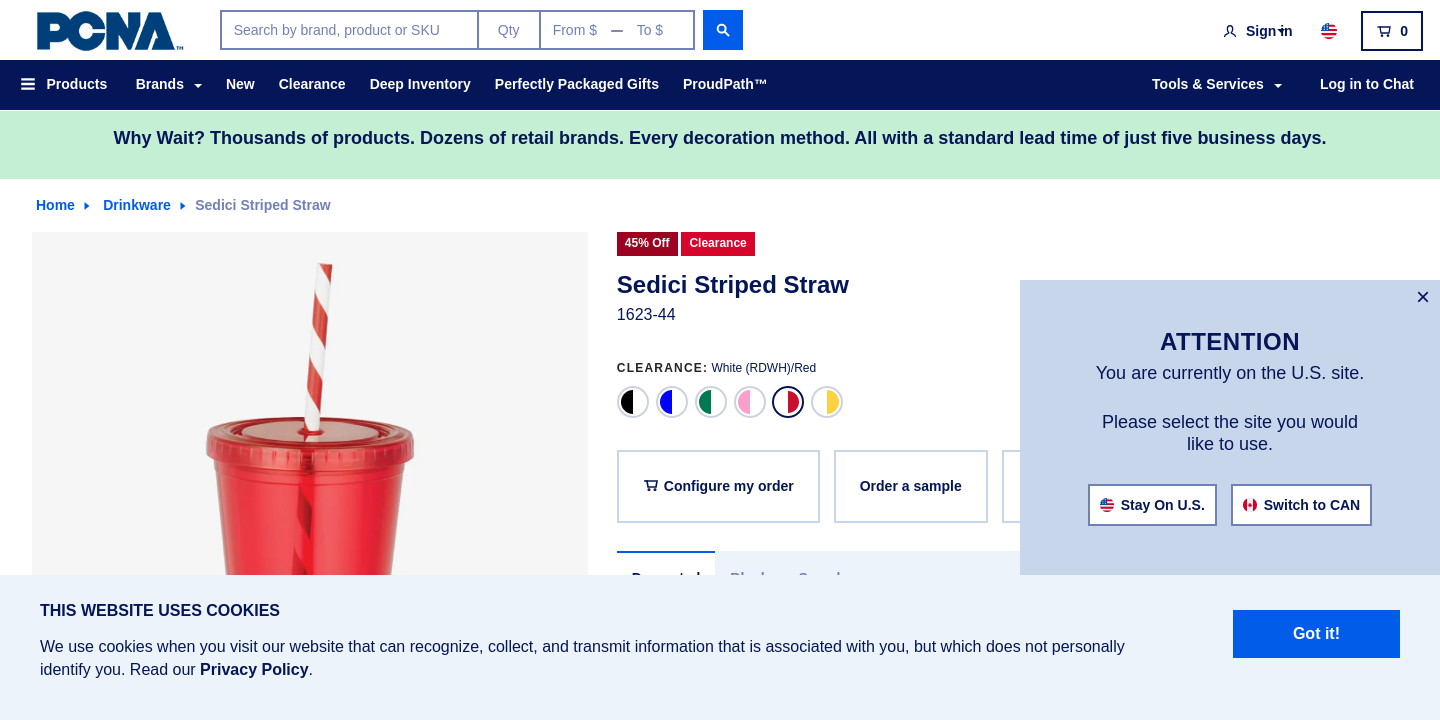 PCNA™
Search by brand, product or SKU
Qty
From $ — To $
Sign in
0
Products
Brands
New
Clearance
Deep Inventory
Perfectly Packaged Gifts
ProudPath™
Tools & Services
Log in to Chat
Why Wait? Thousands of products. Dozens of retail brands. Every decoration method. All with a standard lead time of just five business days.
Home
Drinkware
Sedici Striped Straw
45% Off
Clearance
Sedici Striped Straw
1623-44
CLEARANCE: White (RDWH)/Red
Configure my order
Order a sample
ATTENTION
You are currently on the U.S. site.
Please select the site you would
like to use.
Stay On U.S.
Switch to CAN
THIS WEBSITE USES COOKIES
We use cookies when you visit our website that can recognize, collect, and transmit information that is associated with you, but which does not personally
identify you. Read our Privacy Policy.
Got it!